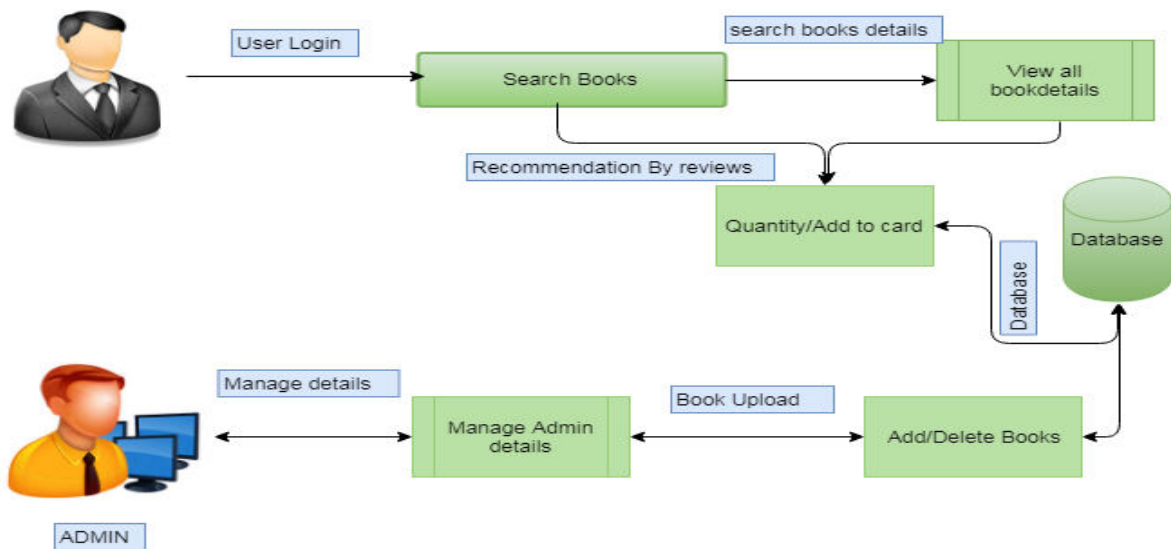 User Login
search books details
Search Books
View all
bookdetails
Recommendation By reviews
Quantity/Add to card
Database
Database
Manage details
Manage Admin
details
Book Upload
Add/Delete Books
ADMIN